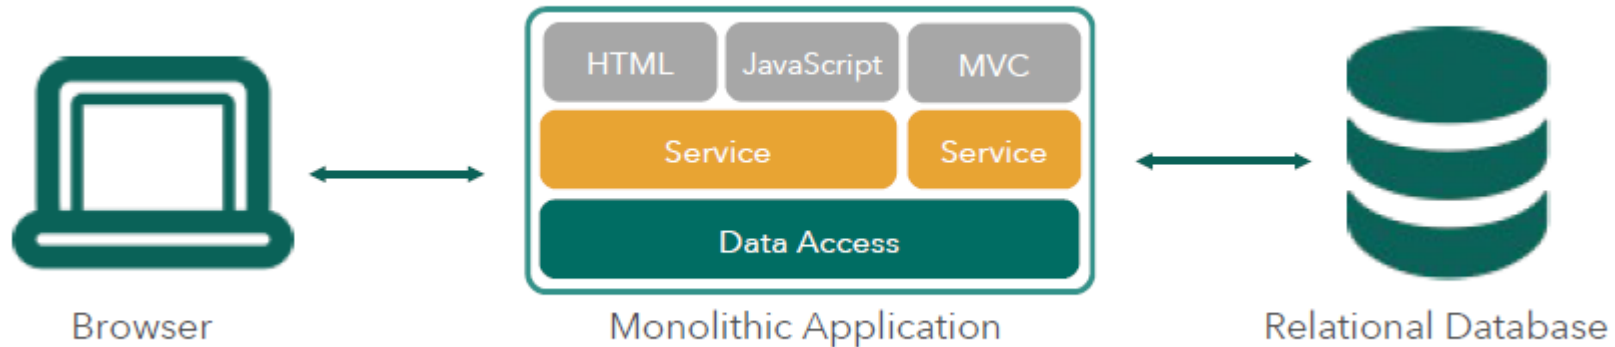 HTML
JavaScript
MVC
Service
Service
Data Access
Browser
Monolithic Application
Relational Database